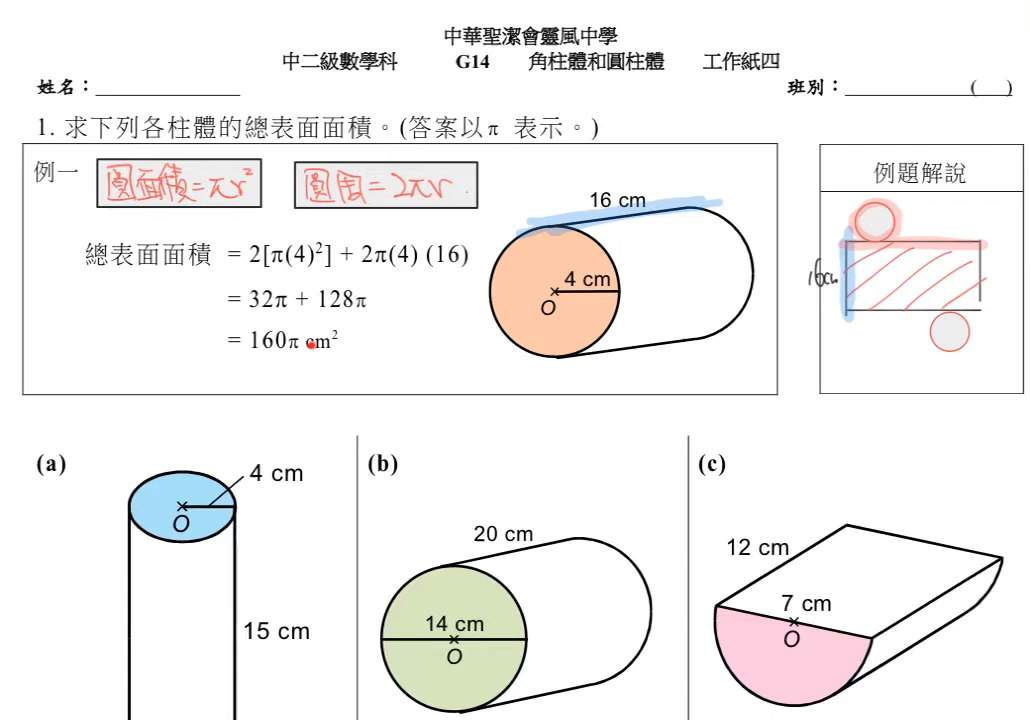 中華聖潔會靈風中學
中二級數學科 G14 角柱體和圓柱體 工作紙四
姓名：________________ 班別：______________( )
1. 求下列各柱體的總表面面積。(答案以π 表示。)
例一 圓面積=πr² 圓周=2πr
例題解說
16 cm
總表面面積 = 2[π(4)²] + 2π(4) (16)
4 cm
16cm
= 32π + 128π
O
= 160π cm²
(a) (b) (c)
4 cm
O
20 cm
12 cm
15 cm
14 cm
O
7 cm
O